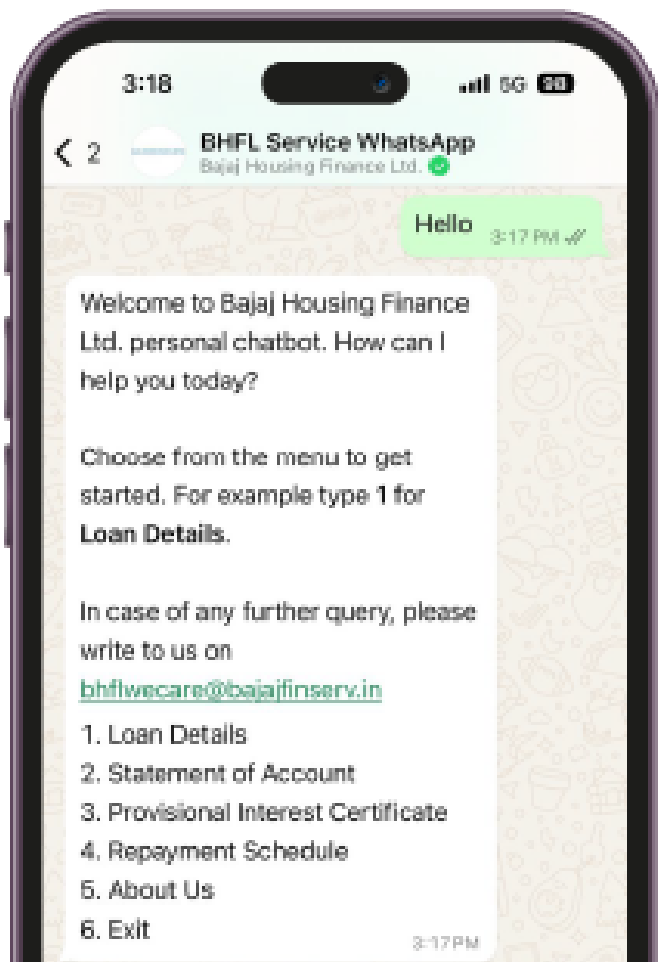 3:18
5G
2
BHFL Service WhatsApp
Bajaj Housing Finance Ltd.
Hello
3:17 PM
Welcome to Bajaj Housing Finance
Ltd. personal chatbot. How can I
help you today?
Choose from the menu to get
started. For example type 1 for
Loan Details.
In case of any further query, please
write to us on
bhflwecare@bajajfinserv.in
1. Loan Details
2. Statement of Account
3. Provisional Interest Certificate
4. Repayment Schedule
5. About Us
6. Exit
3:17PM